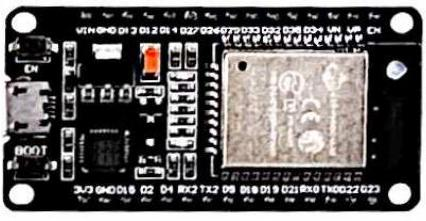 VIN GND D13 D12 D14 D27 D26 D25 D33 D32 D35 D34 VN VP EN
EN
BOOT
3V3 GND D15 D2 D4 RX2 TX2 D5 D18 D19 D21 RX0 TX0 D22 D23